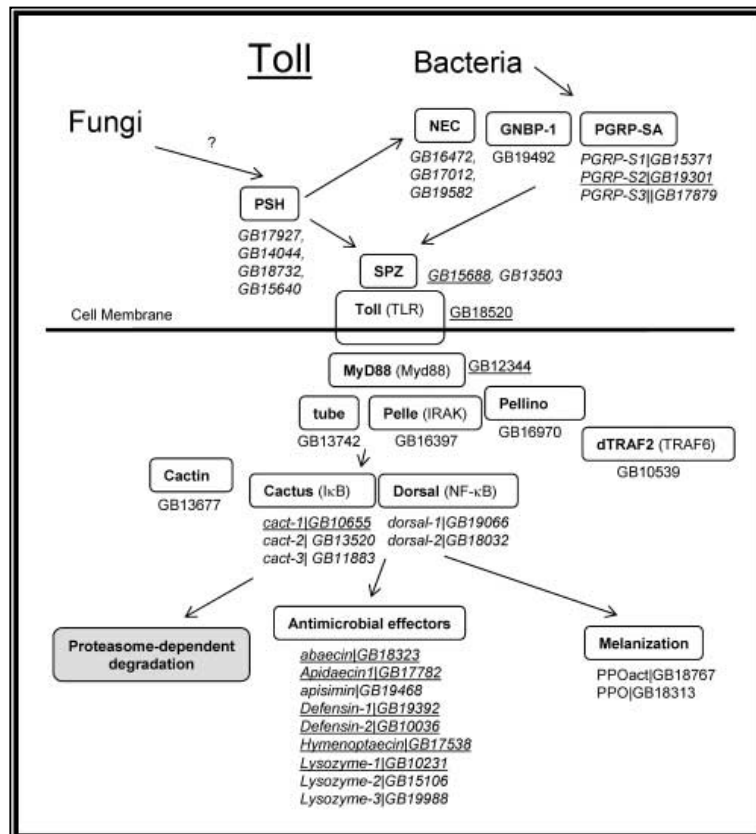 Toll
Bacteria
Fungi
?
NEC
GNBP-1
PGRP-SA
GB16472,
GB17012,
GB19582
GB19492
PGRP-S1|GB15371
PGRP-S2|GB19301
PGRP-S3||GB17879
PSH
GB17927,
GB14044,
GB18732,
GB15640
SPZ
GB15688, GB13503
Cell Membrane
Toll (TLR)
GB18520
MyD88 (Myd88)
GB12344
tube
GB13742
Pelle (IRAK)
GB16397
Pellino
GB16970
dTRAF2 (TRAF6)
GB10539
Cactin
GB13677
Cactus (IκB)
Dorsal (NF-κB)
cact-1|GB10655
cact-2| GB13520
cact-3| GB11883
dorsal-1|GB19066
dorsal-2|GB18032
Proteasome-dependent
degradation
Antimicrobial effectors
abaecin|GB18323
Apidaecin1|GB17782
apisimin|GB19468
Defensin-1|GB19392
Defensin-2|GB10036
Hymenoptaecin|GB17538
Lysozyme-1|GB10231
Lysozyme-2|GB15106
Lysozyme-3|GB19988
Melanization
PPOact|GB18767
PPO|GB18313